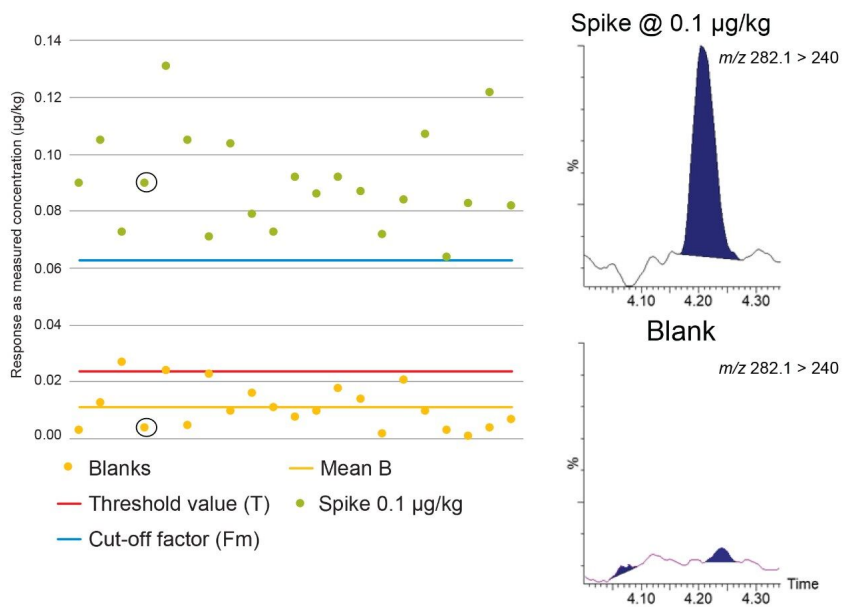 Response as measured concentration (µg/kg)
0.14
0.12
0.10
0.08
0.06
0.04
0.02
0.00
Blanks
Mean B
Threshold value (T)
Spike 0.1 µg/kg
Cut-off factor (Fm)
Spike @ 0.1 µg/kg
m/z 282.1 > 240
%
4.10 4.20 4.30
Blank
m/z 282.1 > 240
%
Time
4.10 4.20 4.30